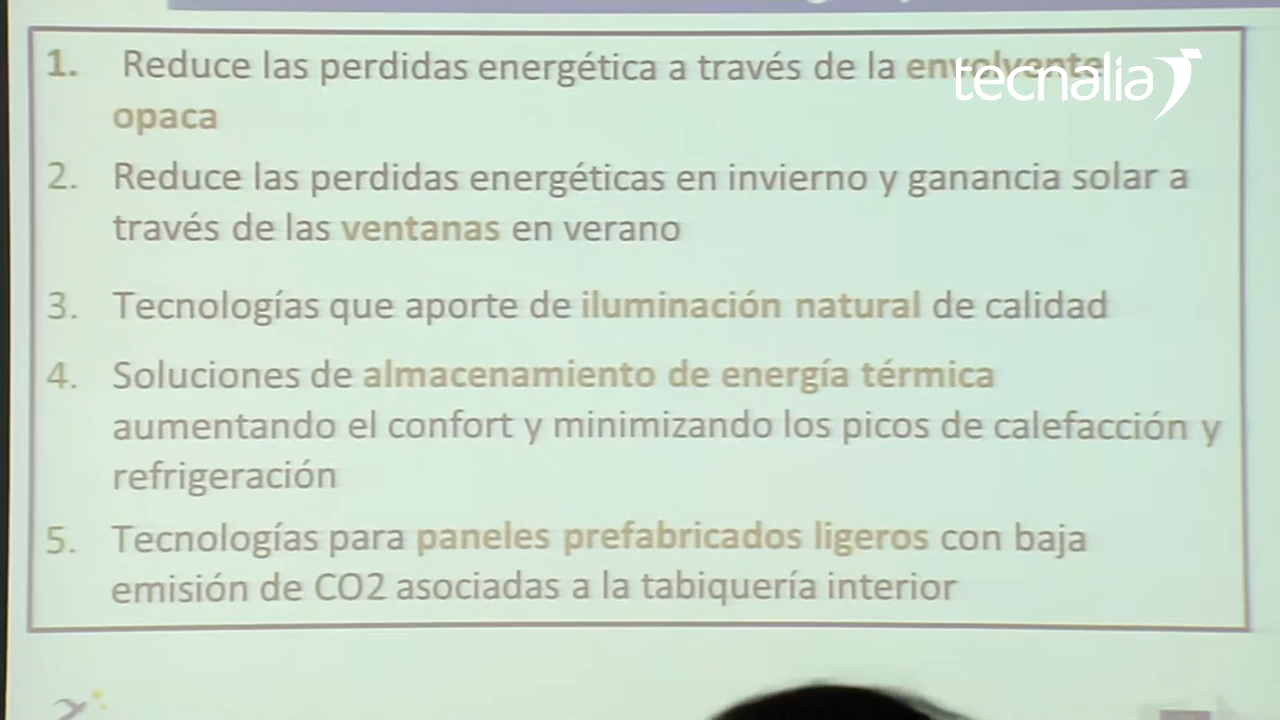 1. Reduce las perdidas energética a través de la envolvente
tecnalia
opaca
2. Reduce las perdidas energéticas en invierno y ganancia solar a
través de las ventanas en verano
3. Tecnologías que aporte de iluminación natural de calidad
4. Soluciones de almacenamiento de energía térmica
aumentando el confort y minimizando los picos de calefacción y
refrigeración
5. Tecnologías para paneles prefabricados ligeros con baja
emisión de CO2 asociadas a la tabiquería interior